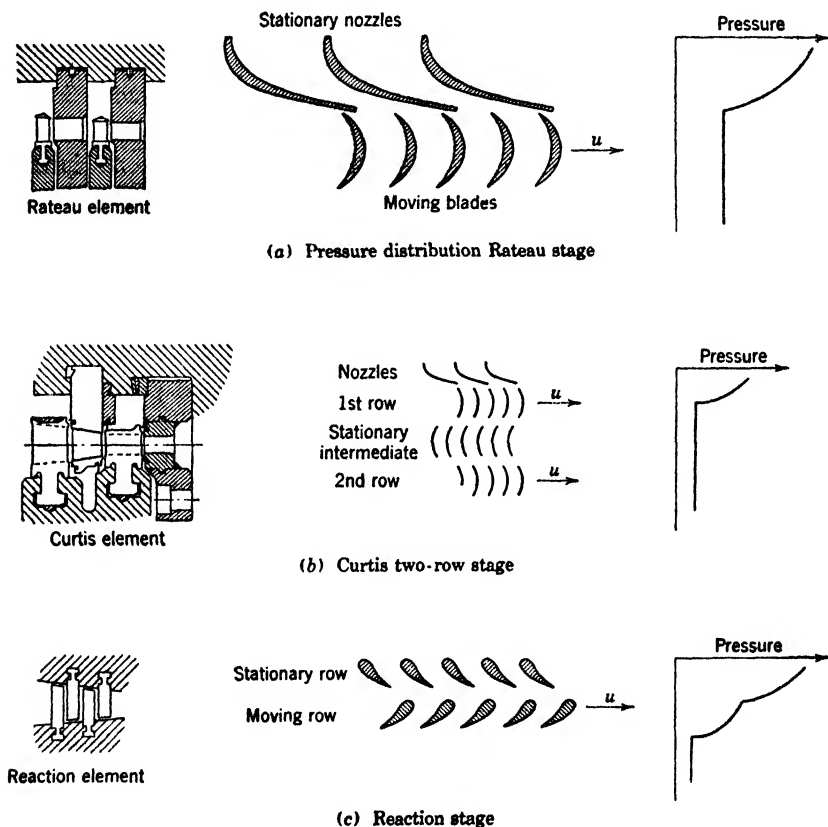 Stationary nozzles
Pressure
Rateau element
u
Moving blades
(a) Pressure distribution Rateau stage
Nozzles
1st row
u
Stationary
intermediate
2nd row
u
Pressure
Curtis element
(b) Curtis two-row stage
Stationary row
Moving row
u
Pressure
Reaction element
(c) Reaction stage